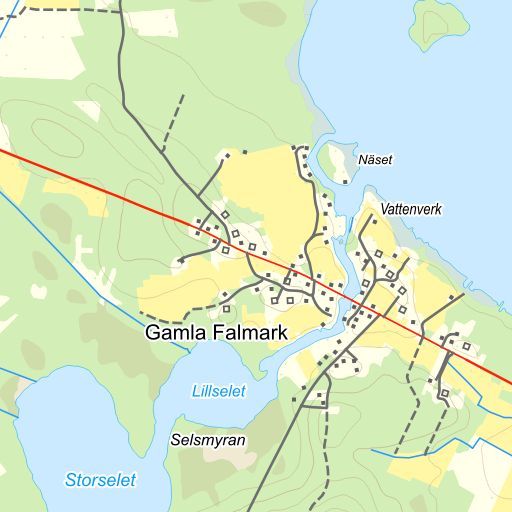 Näset
Vattenverk
Gamla Falmark
Lillselet
Selsmyran
Storselet